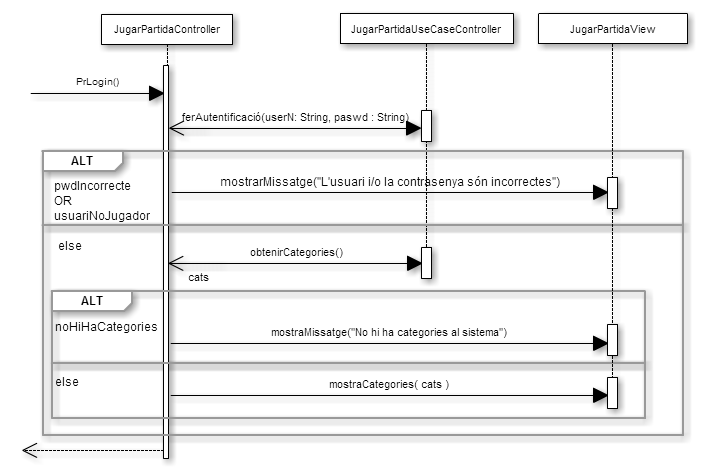 JugarPartidaController
JugarPartidaUseCaseController
JugarPartidaView
PrLogin()
ferAutentificació(userN: String, paswd : String)
ALT
pwdIncorrecte
OR
usuariNoJugador
mostrarMissatge("L'usuari i/o la contrasenya són incorrectes")
else
obtenirCategories()
cats
ALT
noHiHaCategories
mostraMissatge("No hi ha categories al sistema")
else
mostraCategories( cats )